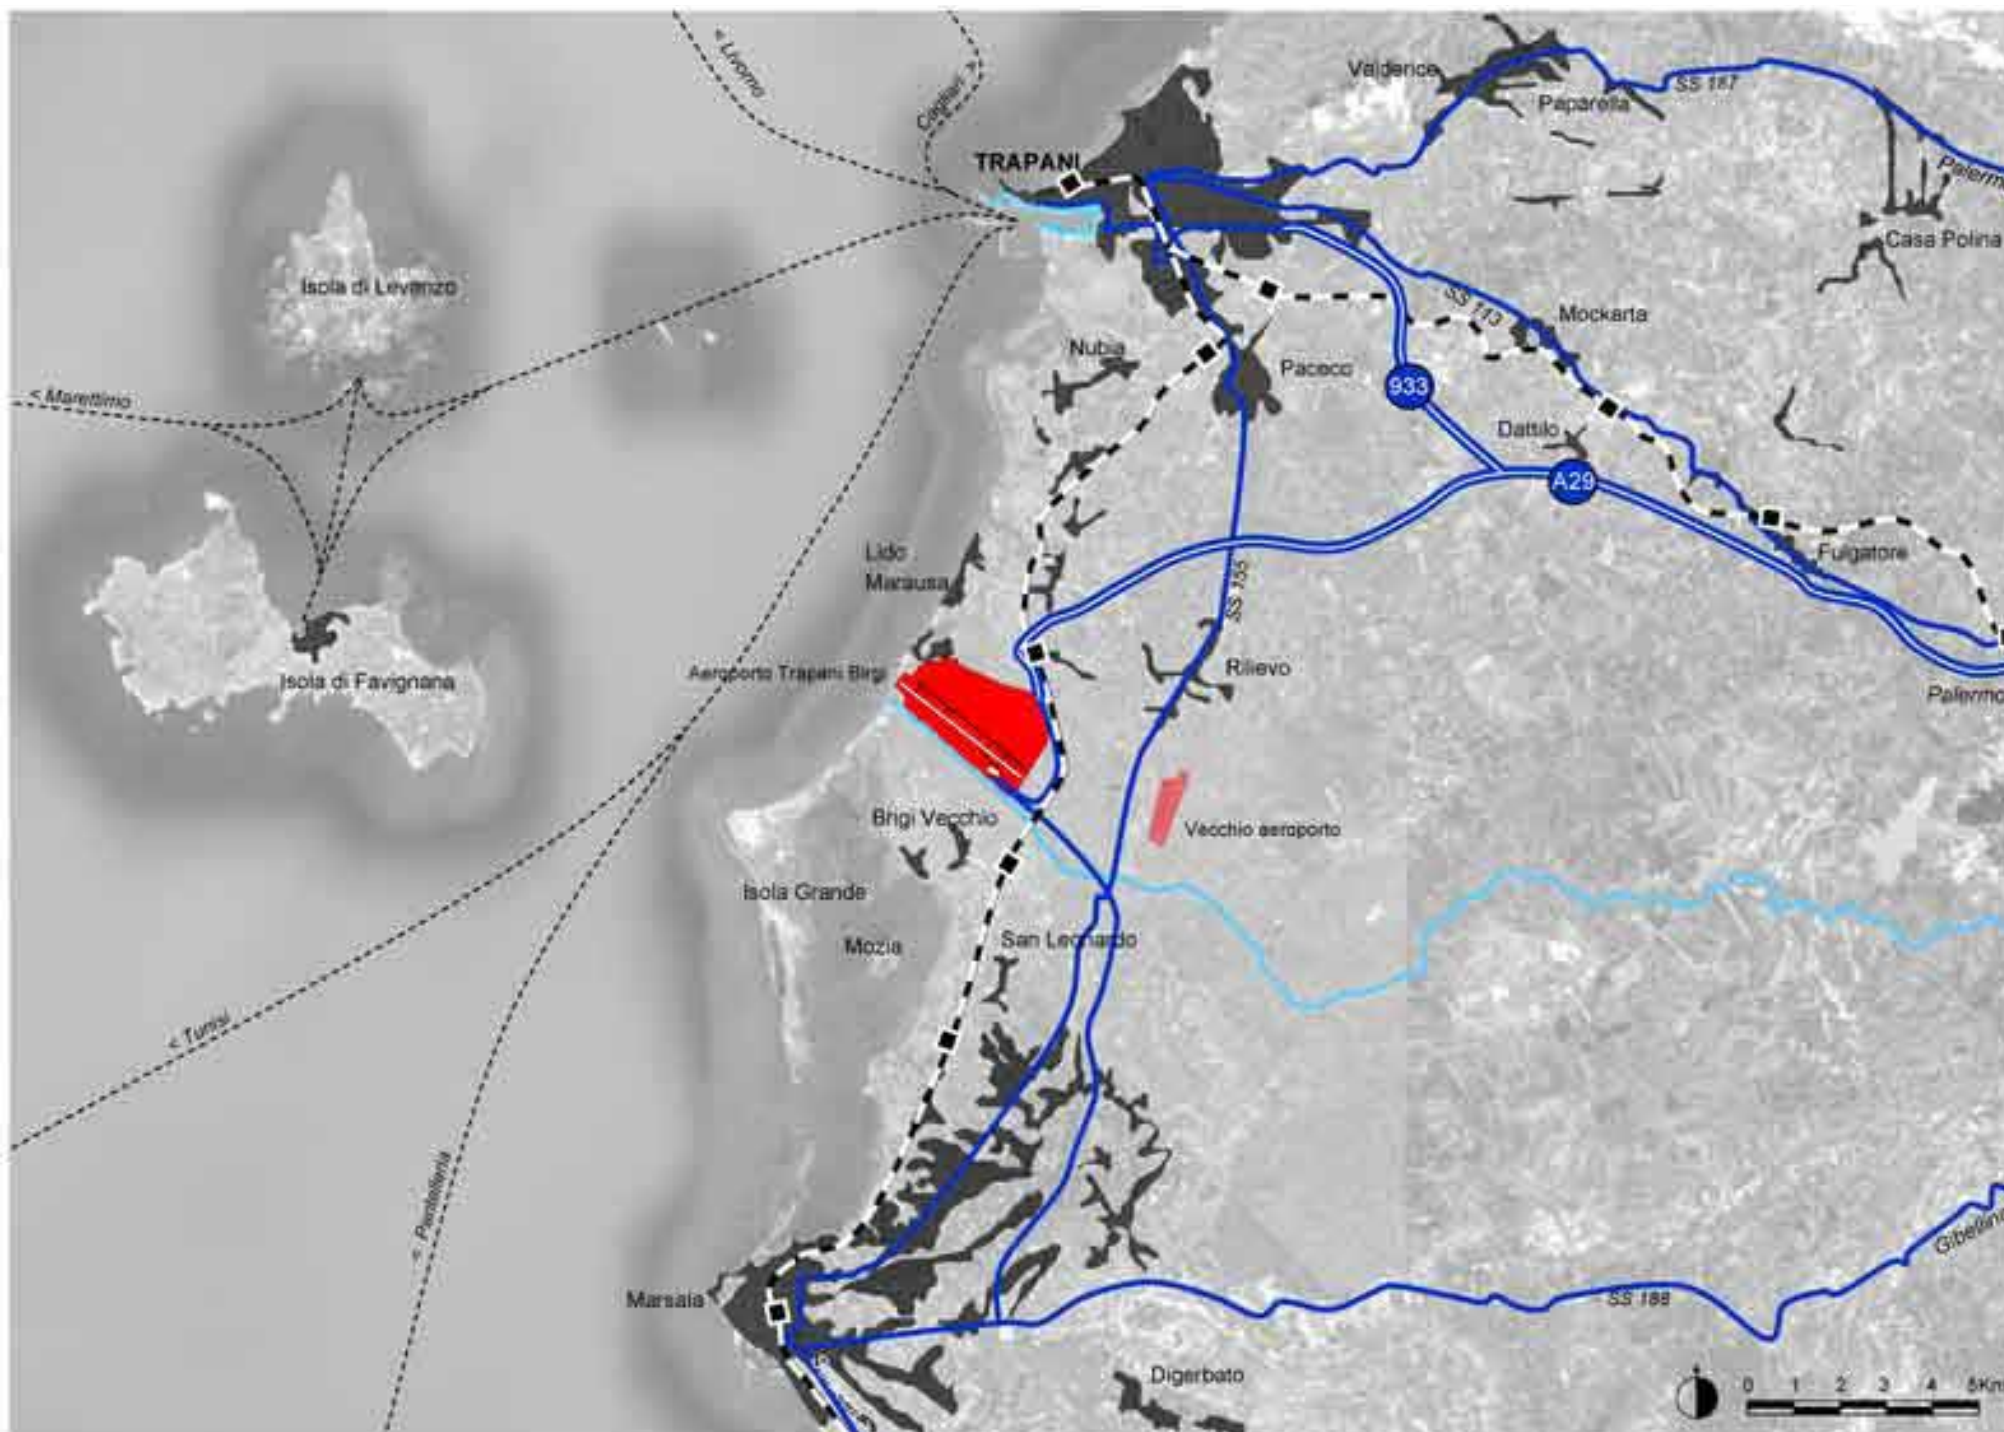 < Livorno
Cagliari >
Valderice
Paparella
SS 187
TRAPANI
Casa Polina
Isola di Levanzo
SS 113
Mockarta
Nubia
Paceco
< Marettimo
933
Dattilo
A29
Lido
Marausa
Fulgatore
SS 155
Aeroporto Trapani Birgi
Rilievo
Isola di Favignana
Palermo
Brigi Vecchio
Vecchio aeroporto
Isola Grande
Mozia
San Leonardo
< Tunisi
< Pantelleria
Marsala
SS 188
Digerbato
0 1 2 3 4 5Km